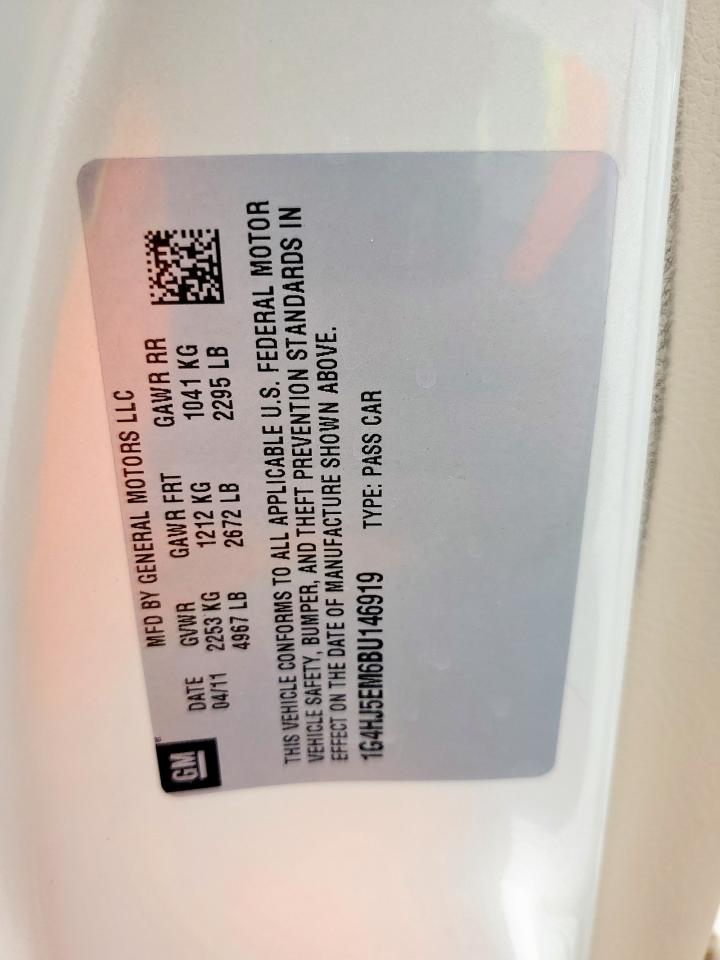 GM
MFD BY GENERAL MOTORS LLC
DATE GVWR GAWR FRT GAWR RR
04/11 2253 KG 1212 KG 1041 KG
4967 LB 2672 LB 2295 LB
THIS VEHICLE CONFORMS TO ALL APPLICABLE U.S. FEDERAL MOTOR
VEHICLE SAFETY, BUMPER, AND THEFT PREVENTION STANDARDS IN
EFFECT ON THE DATE OF MANUFACTURE SHOWN ABOVE.
1G4HJ5EM6BU146919 TYPE: PASS CAR